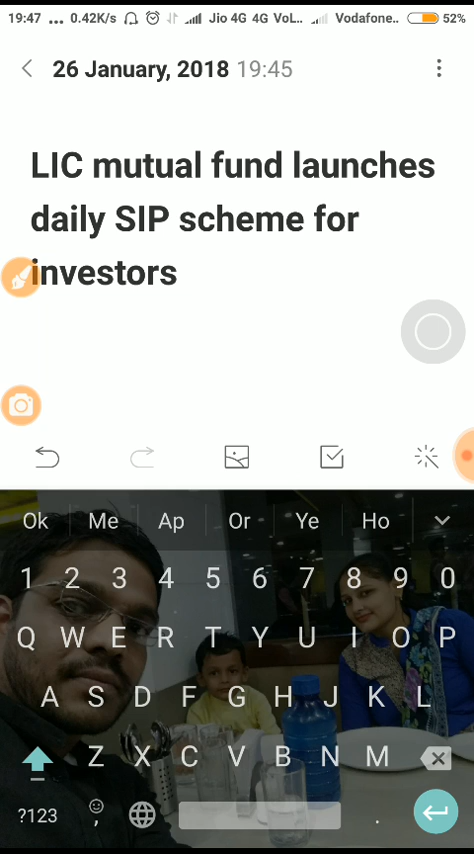 19:47 ... 0.42K/s Jio 4G 4G VoL.. Vodafone.. 52%
26 January, 2018 19:45
LIC mutual fund launches
daily SIP scheme for
investors
Ok Me Ap Or Ye Ho
1 2 3 4 5 6 7 8 9 0
Q W E R T Y U I O P
A S D F G H J K L
Z X C V B N M
?123 , .